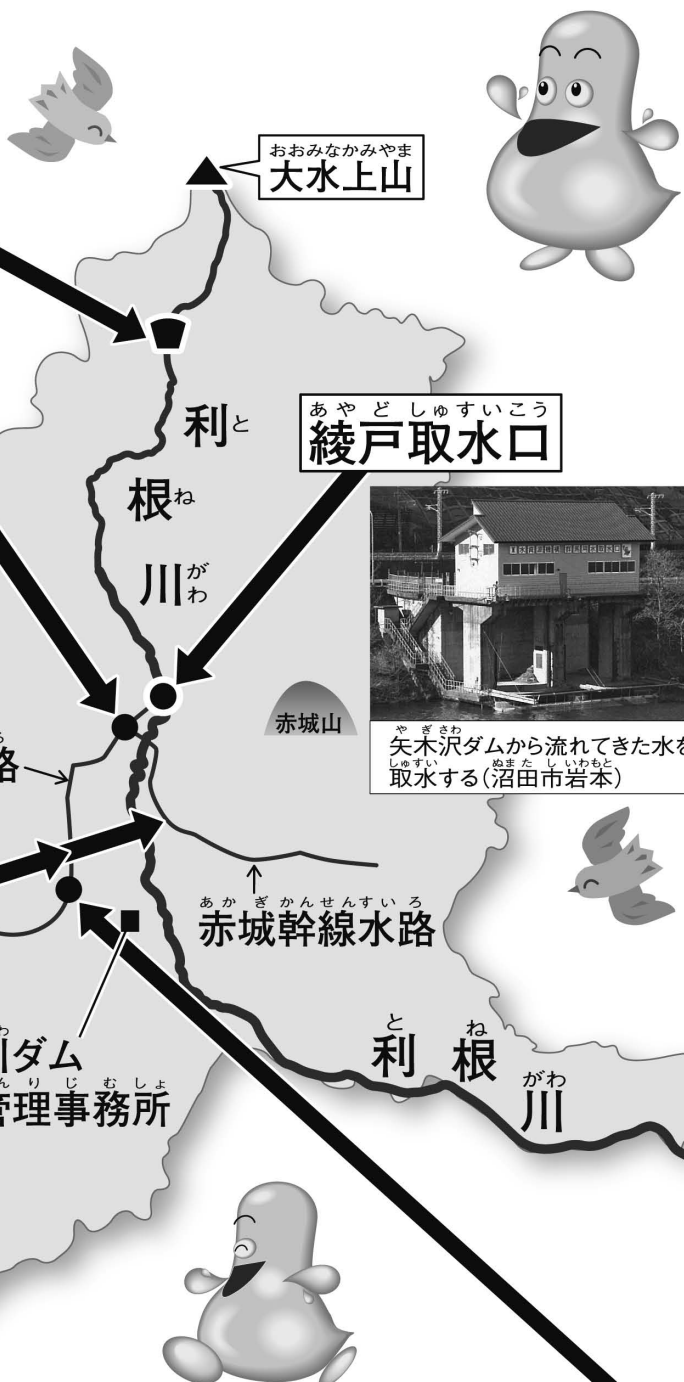 おおみなかみやま
大水上山
利と
根ね
川がわ
あやどしゅすいこう
綾戸取水口
赤城山
やぎさわ
矢木沢ダムから流れてきた水を
しゅすい ぬまたしいわもと
取水する(沼田市岩本)
路
あかぎかんせんすいろ
赤城幹線水路
とね
利根
がわ
川
ダム
りじむしょ
管理事務所